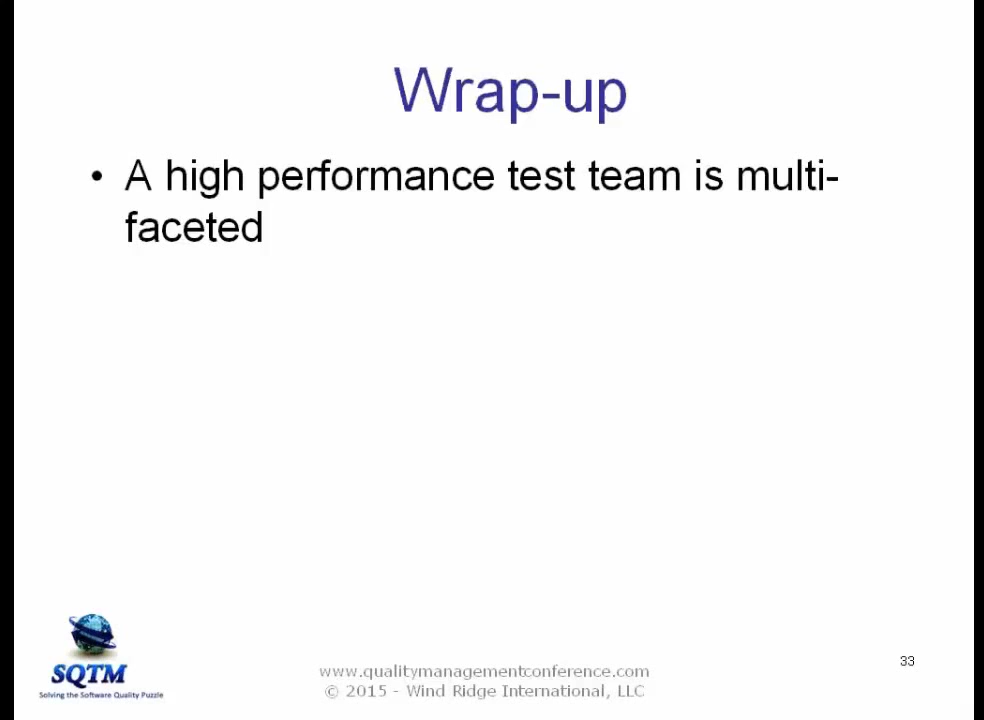 Wrap-up
• A high performance test team is multi-
faceted
SQTM
Solving the Software Quality Puzzle
www.qualitymanagementconference.com
© 2015 - Wind Ridge International, LLC
33